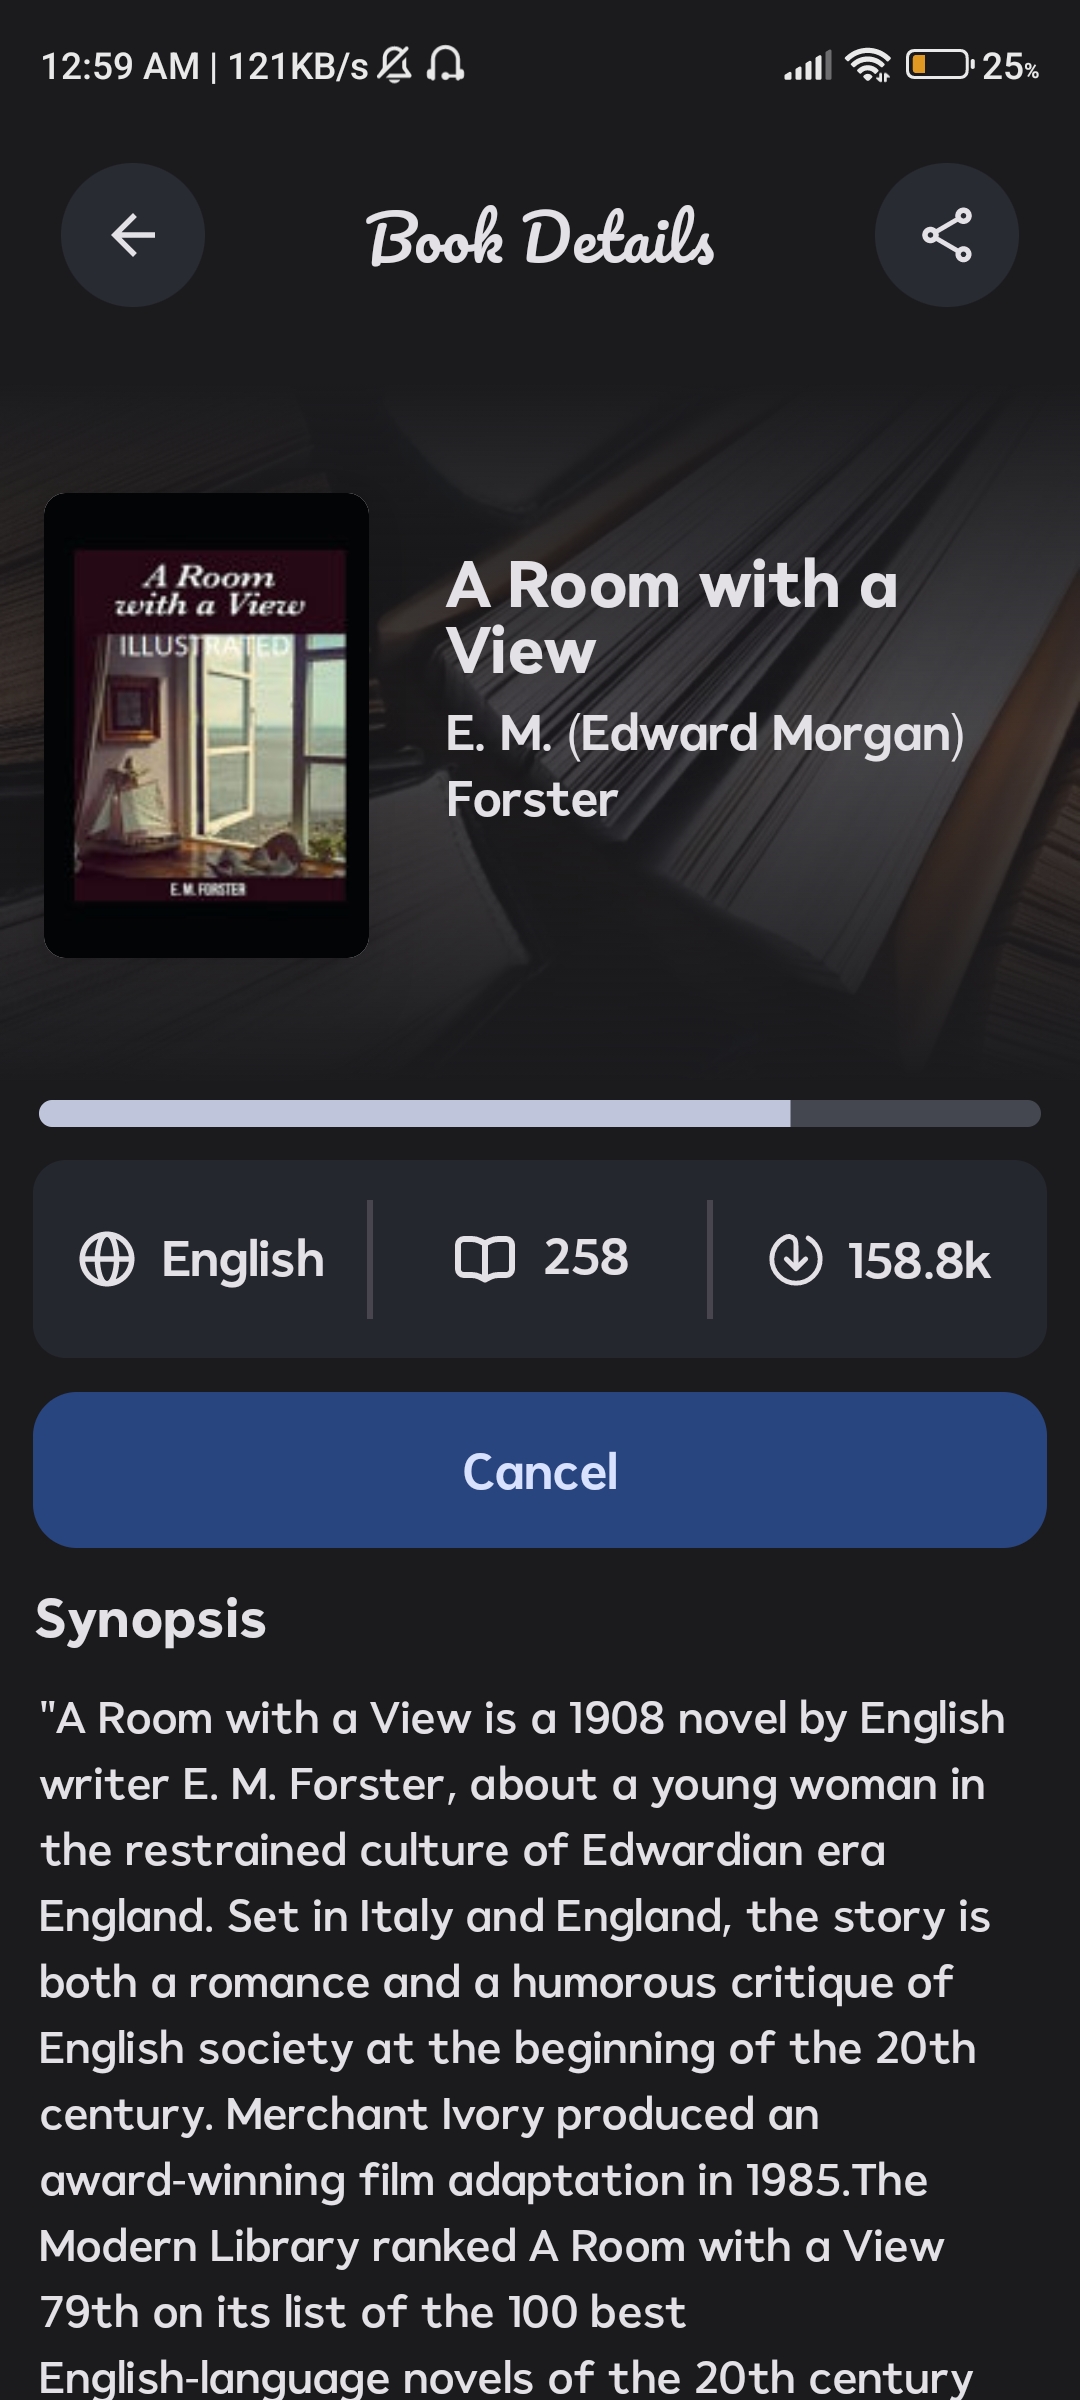 12:59 AM | 121KB/s
25%
Book Details
A Room
with a View
ILLUSTRATED
E. M. FORSTER
A Room with a
View
E. M. (Edward Morgan)
Forster
English
258
158.8k
Cancel
Synopsis
"A Room with a View is a 1908 novel by English
writer E. M. Forster, about a young woman in
the restrained culture of Edwardian era
England. Set in Italy and England, the story is
both a romance and a humorous critique of
English society at the beginning of the 20th
century. Merchant Ivory produced an
award-winning film adaptation in 1985.The
Modern Library ranked A Room with a View
79th on its list of the 100 best
English-language novels of the 20th century